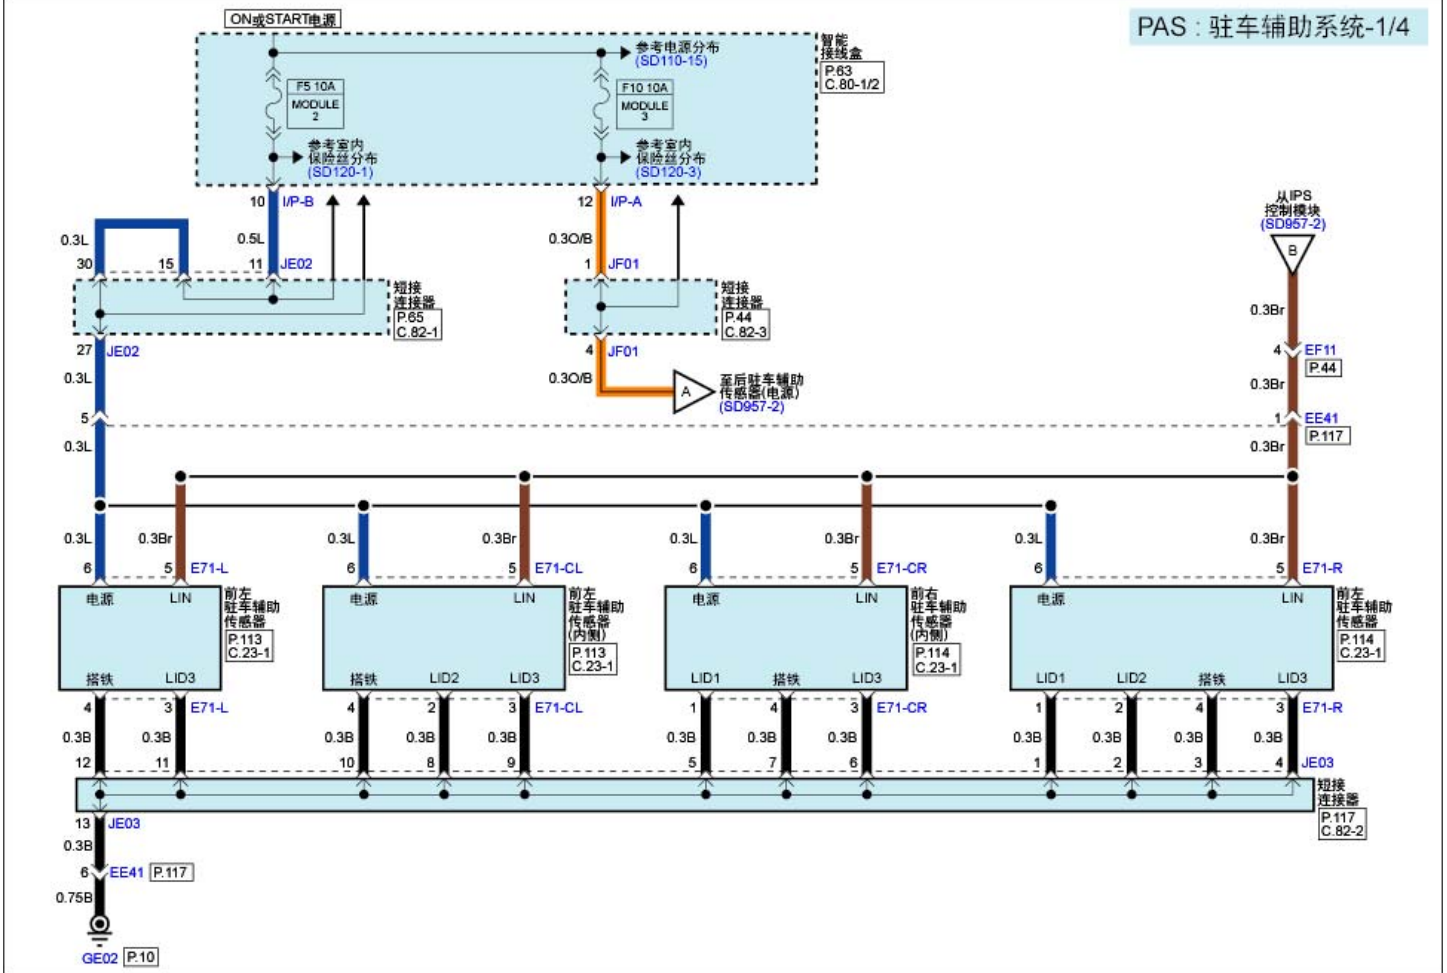 PAS : 驻车辅助系统-1/4
ON或START电源
智能
接线盒
P.63
C.80-1/2
参考电源分布
(SD110-15)
F5 10A
MODULE
2
F10 10A
MODULE
3
参考室内
保险丝分布
(SD120-1)
参考室内
保险丝分布
(SD120-3)
10 I/P-B
12 I/P-A
从IPS
控制模块
(SD957-2)
B
0.3L
0.5L
0.3O/B
30
15
11 JE02
1 JF01
短接
连接器
P.65
C.82-1
短接
连接器
P.44
C.82-3
0.3Br
27 JE02
4 JF01
4 EF11
P.44
0.3L
0.3O/B
A
至后驻车辅助
传感器(电源)
(SD957-2)
0.3Br
5
1 EE41
P.117
0.3L
0.3Br
0.3L
0.3Br
0.3L
0.3Br
0.3L
0.3Br
0.3L
0.3Br
6
5 E71-L
6
5 E71-CL
6
5 E71-CR
6
5 E71-R
电源
LIN
前左
驻车辅助
传感器
P.113
C.23-1
电源
LIN
前左
驻车辅助
传感器
(内侧)
P.113
C.23-1
电源
LIN
前右
驻车辅助
传感器
(内侧)
P.114
C.23-1
电源
LIN
前左
驻车辅助
传感器
P.114
C.23-1
搭铁
LID3
搭铁
LID2
LID3
LID1
搭铁
LID3
LID1
LID2
搭铁
LID3
4
3 E71-L
4
2
3 E71-CL
1
4
3 E71-CR
1
2
4
3 E71-R
0.3B
0.3B
0.3B
0.3B
0.3B
0.3B
0.3B
0.3B
0.3B
0.3B
0.3B
0.3B
12
11
10
8
9
5
7
6
1
2
3
4 JE03
短接
连接器
P.117
C.82-2
13 JE03
0.3B
6 EE41 P.117
0.75B
GE02 P.10